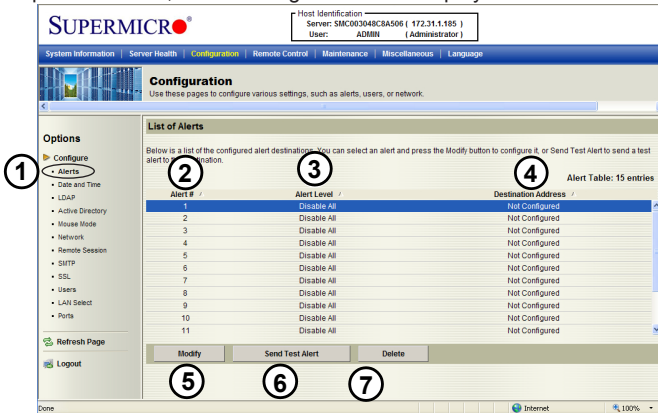 SUPERMICRO®
Host Identification
Server: SMC003048C8A506 ( 172.31.1.185 )
User: ADMIN ( Administrator )
System Information | Server Health | Configuration | Remote Control | Maintenance | Miscellaneous | Language
Configuration
Use these pages to configure various settings, such as alerts, users, or network.
Options
Configure
1
• Alerts
• Date and Time
• LDAP
• Active Directory
• Mouse Mode
• Network
• Remote Session
• SMTP
• SSL
• Users
• LAN Select
• Ports
Refresh Page
Logout
List of Alerts
Below is a list of the configured alert destinations. You can select an alert and press the Modify button to configure it, or Send Test Alert to send a test
alert to the destination.
2 3 4
Alert Table: 15 entries
Alert # Alert Level Destination Address
1 Disable All Not Configured
2 Disable All Not Configured
3 Disable All Not Configured
4 Disable All Not Configured
5 Disable All Not Configured
6 Disable All Not Configured
7 Disable All Not Configured
8 Disable All Not Configured
9 Disable All Not Configured
10 Disable All Not Configured
11 Disable All Not Configured
Modify Send Test Alert Delete
5 6 7
Done Internet 100%